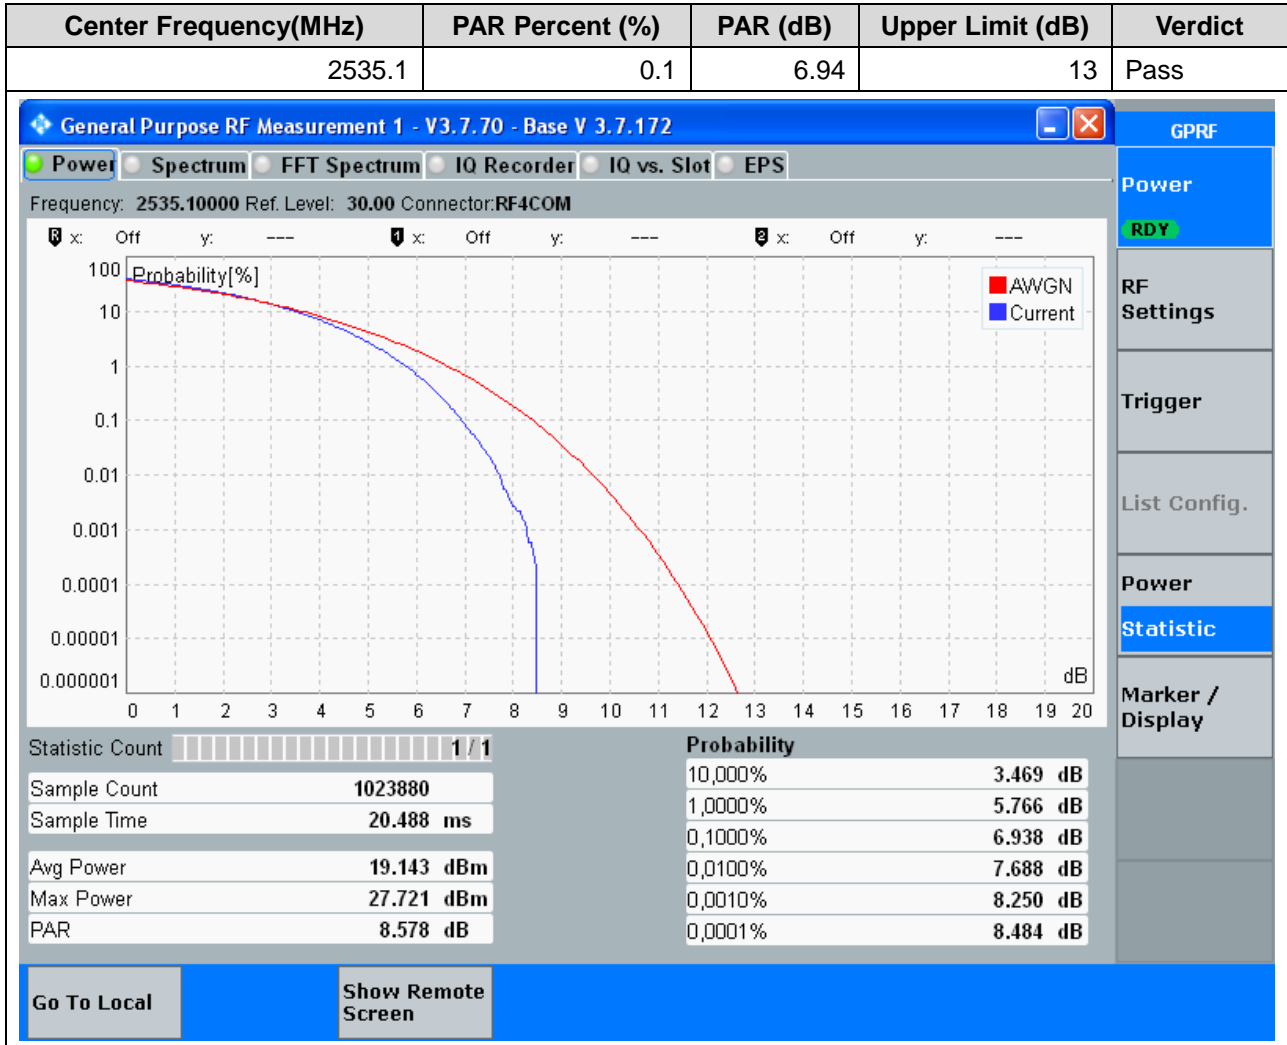 Center Frequency(MHz) PAR Percent (%) PAR (dB) Upper Limit (dB) Verdict
2535.1 0.1 6.94 13 Pass
General Purpose RF Measurement 1 - V3.7.70 - Base V 3.7.172
GPRF
Power Spectrum FFT Spectrum IQ Recorder IQ vs. Slot EPS
Frequency: 2535.10000 Ref. Level: 30.00 Connector:RF4COM
R x: Off y: --- 1 x: Off y: --- 2 x: Off y: ---
Probability[%]
100
10
1
0.1
0.01
0.001
0.0001
0.00001
0.000001
AWGN
Current
dB
0 1 2 3 4 5 6 7 8 9 10 11 12 13 14 15 16 17 18 19 20
Statistic Count 1 / 1
Sample Count 1023880
Sample Time 20.488 ms
Avg Power 19.143 dBm
Max Power 27.721 dBm
PAR 8.578 dB
Probability
10,000% 3.469 dB
1,0000% 5.766 dB
0,1000% 6.938 dB
0,0100% 7.688 dB
0,0010% 8.250 dB
0,0001% 8.484 dB
Power
RDY
RF
Settings
Trigger
List Config.
Power
Statistic
Marker /
Display
Go To Local
Show Remote
Screen